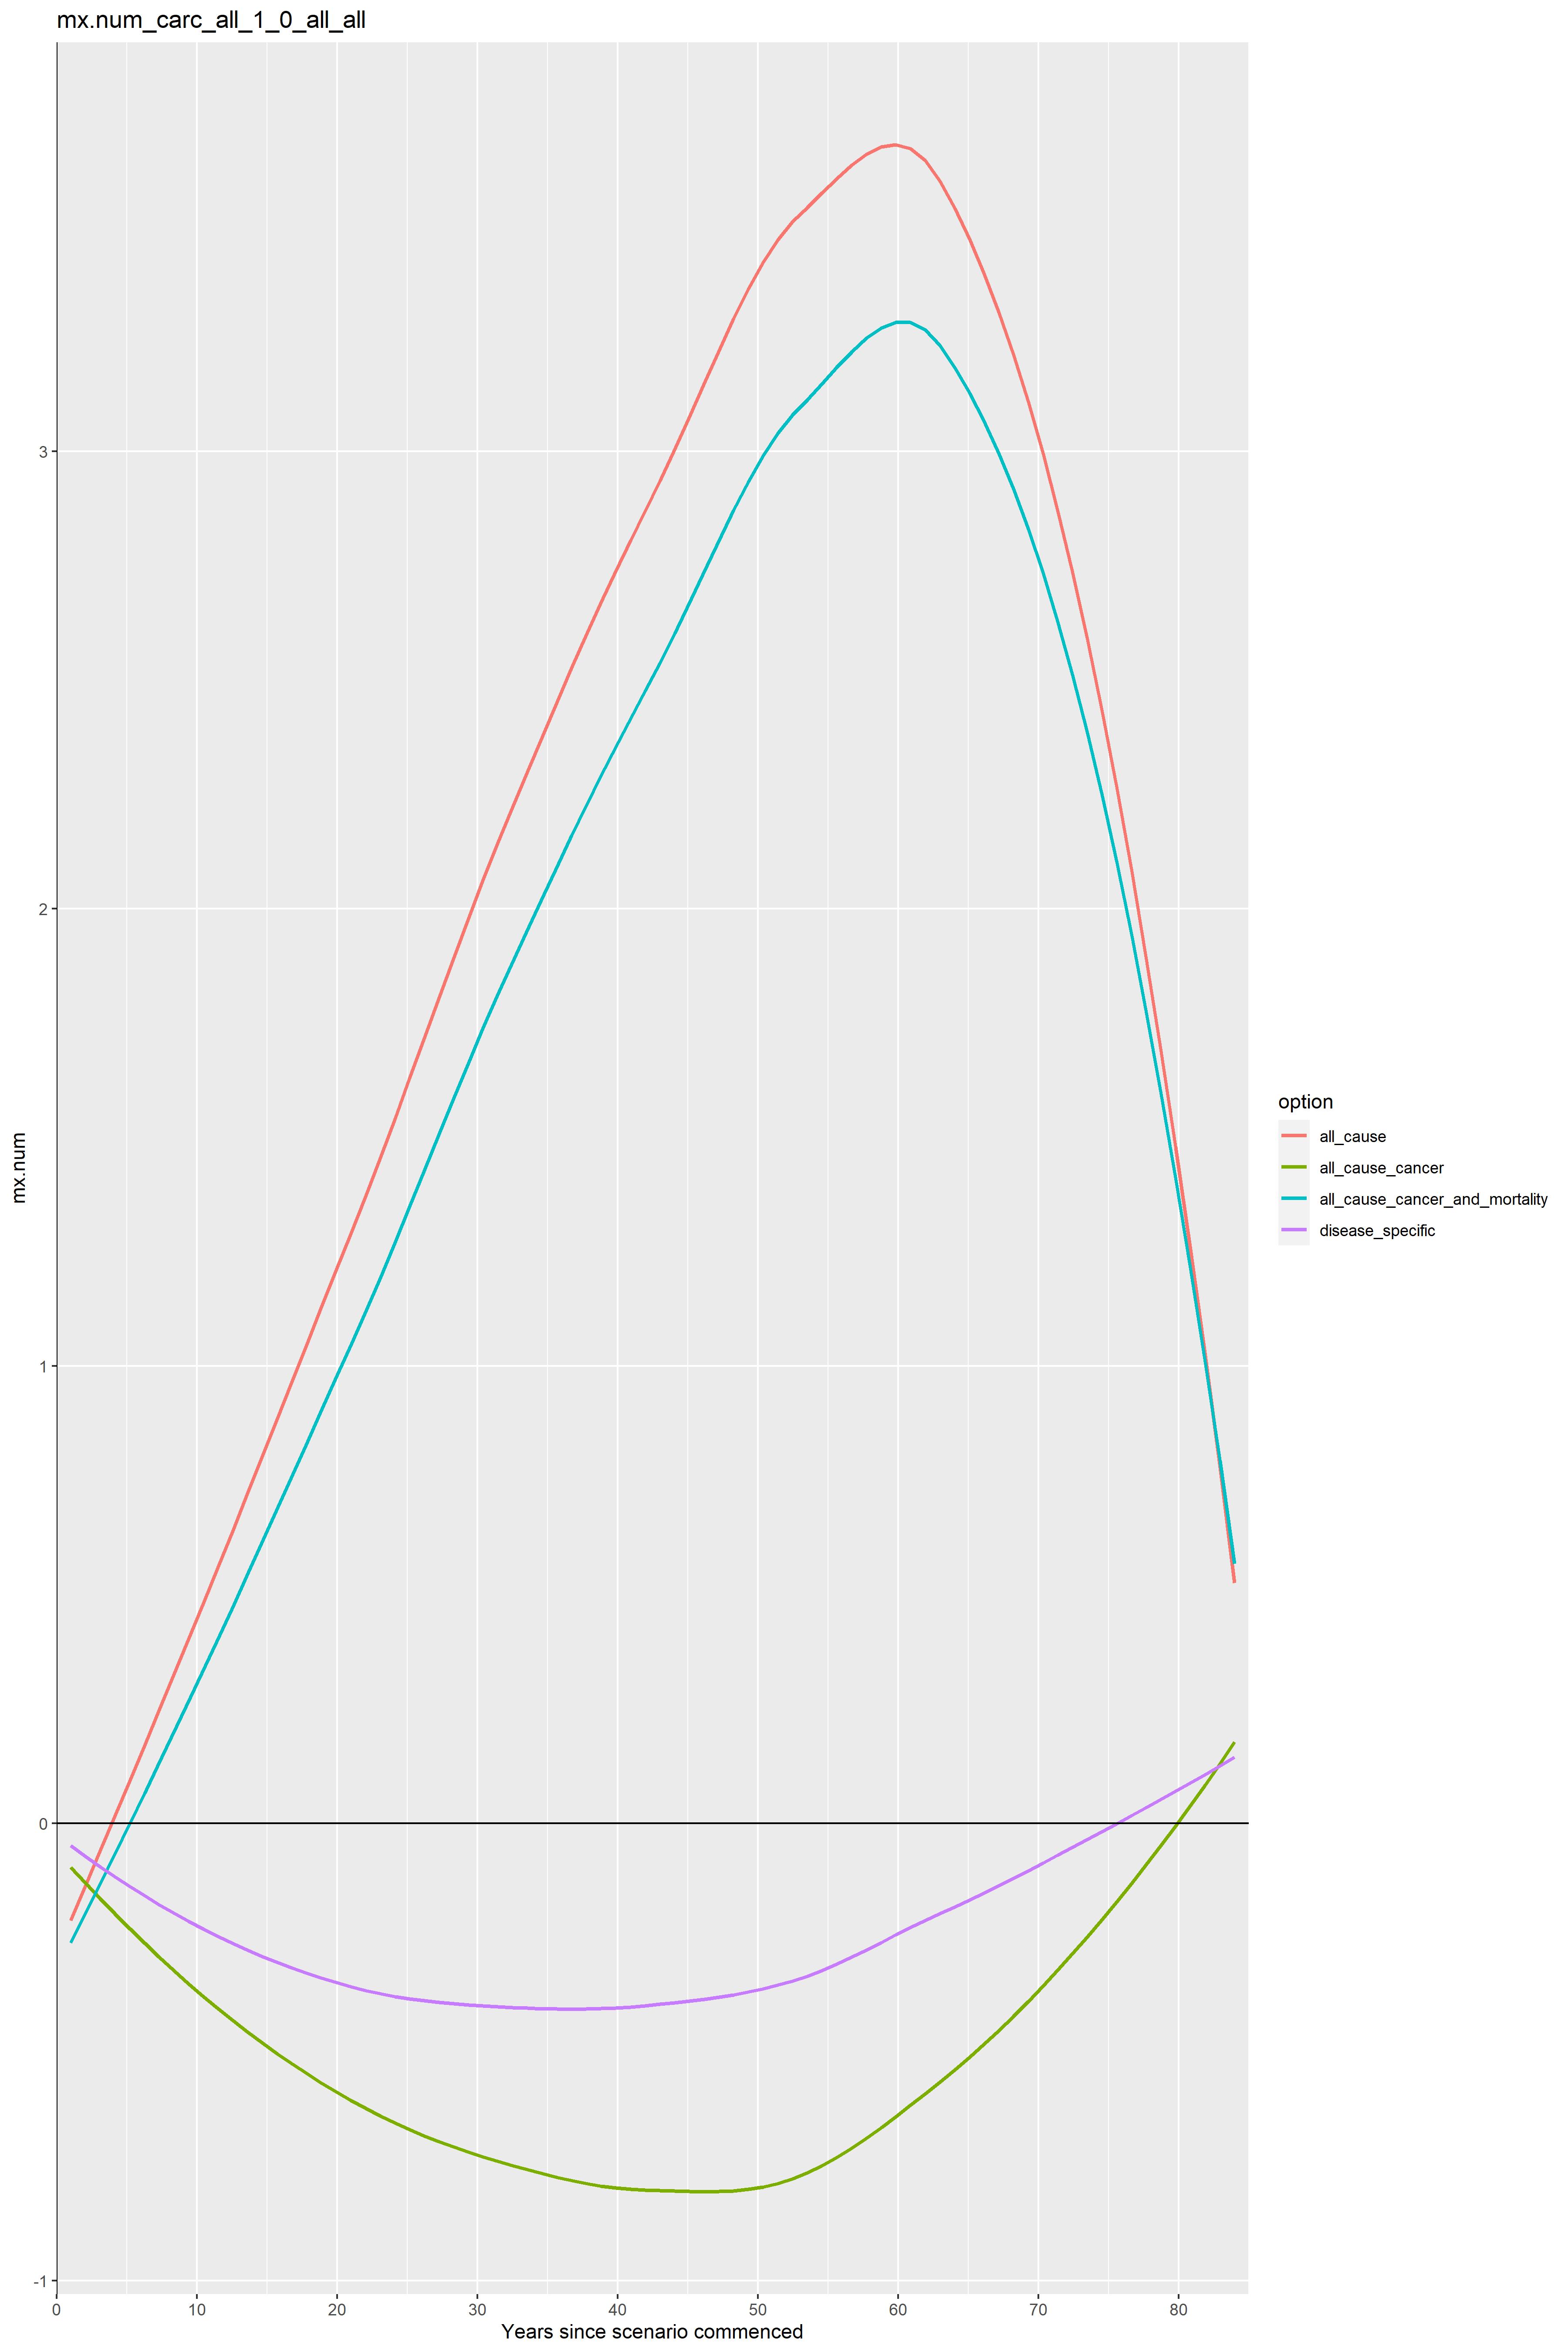 mx.num_carc_all_1_0_all_all
mx.num
3
2
1
0
-1
0 10 20 30 40 50 60 70 80
Years since scenario commenced
option
all_cause
all_cause_cancer
all_cause_cancer_and_mortality
disease_specific